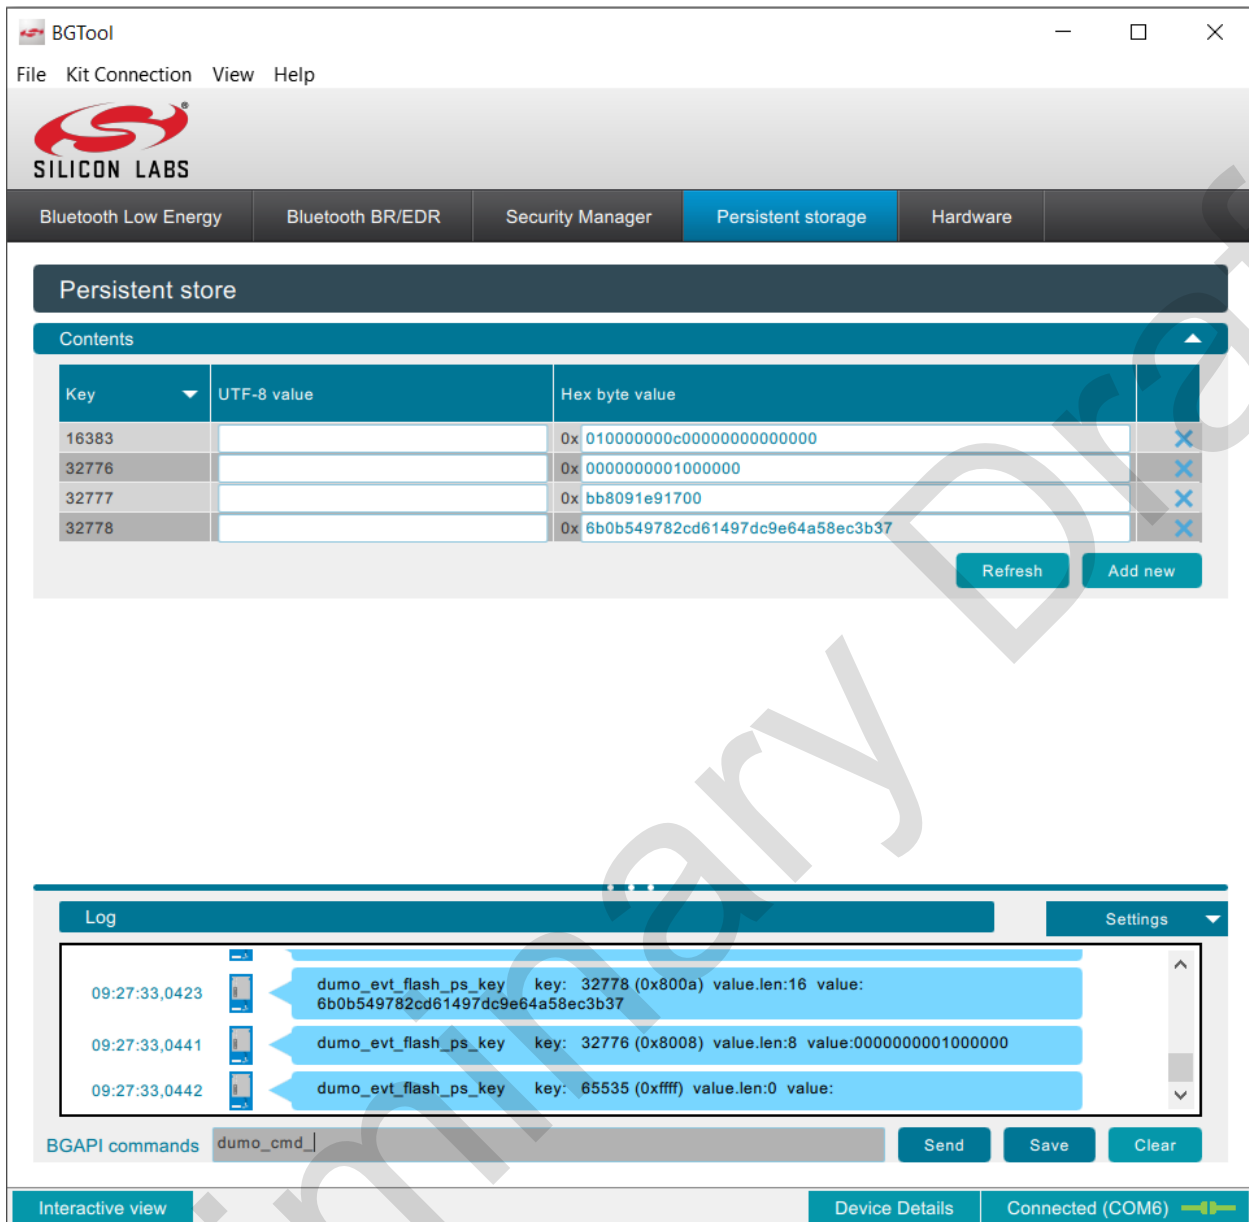 BGTool
File Kit Connection View Help
SILICON LABS®
Bluetooth Low Energy Bluetooth BR/EDR Security Manager Persistent storage Hardware
Persistent store
Contents
Key UTF-8 value Hex byte value
16383 0x 010000000c00000000000000
32776 0x 0000000001000000
32777 0x bb8091e91700
32778 0x 6b0b549782cd61497dc9e64a58ec3b37
Refresh Add new
Log Settings
09:27:33,0423 dumo_evt_flash_ps_key key: 32778 (0x800a) value.len:16 value:
6b0b549782cd61497dc9e64a58ec3b37
09:27:33,0441 dumo_evt_flash_ps_key key: 32776 (0x8008) value.len:8 value:0000000001000000
09:27:33,0442 dumo_evt_flash_ps_key key: 65535 (0xffff) value.len:0 value:
BGAPI commands dumo_cmd_ Send Save Clear
Interactive view Device Details Connected (COM6)